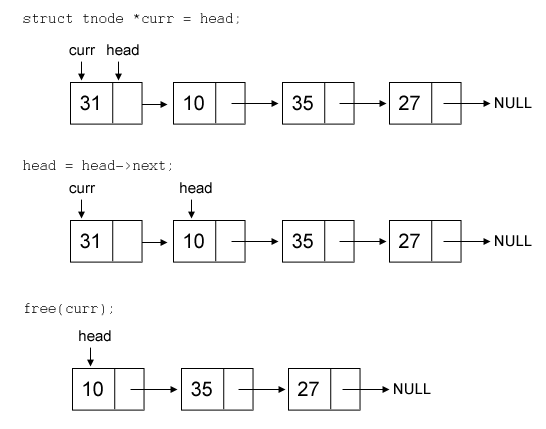 struct tnode *curr = head;
curr head
31 10 35 27 NULL
head = head->next;
curr head
31 10 35 27 NULL
free(curr);
head
10 35 27 NULL